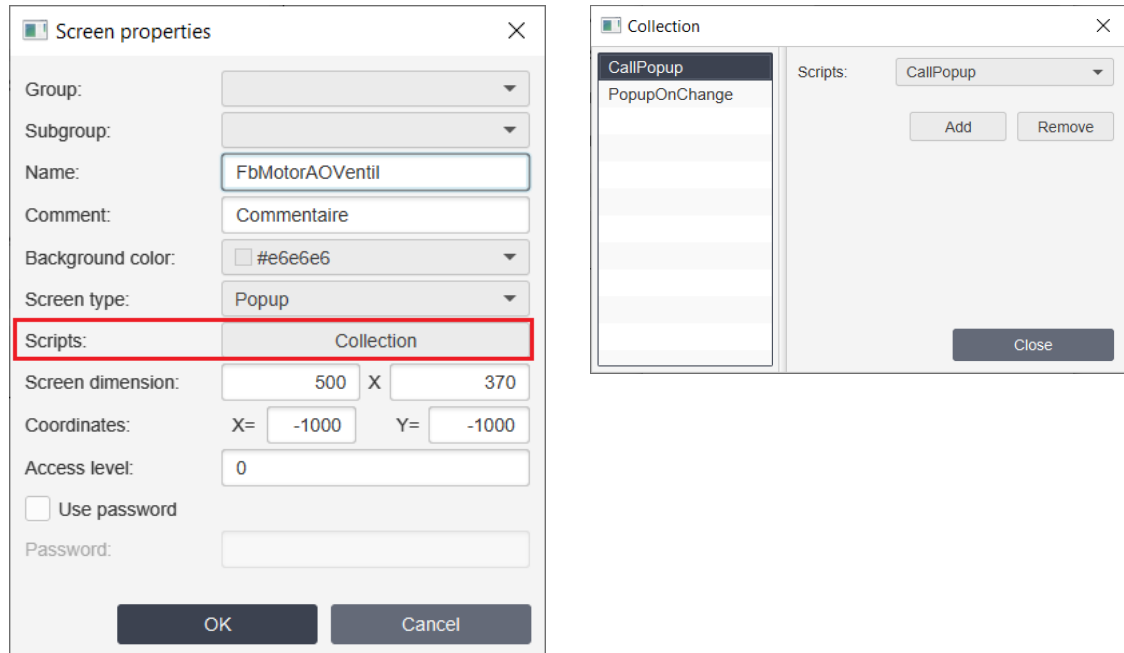 Screen properties
Group:
Subgroup:
Name: FbMotorAOVentil
Comment: Commentaire
Background color: #e6e6e6
Screen type: Popup
Scripts: Collection
Screen dimension: 500 X 370
Coordinates: X= -1000 Y= -1000
Access level: 0
Use password
Password:
OK Cancel
Collection
CallPopup
PopupOnChange
Scripts: CallPopup
Add Remove
Close